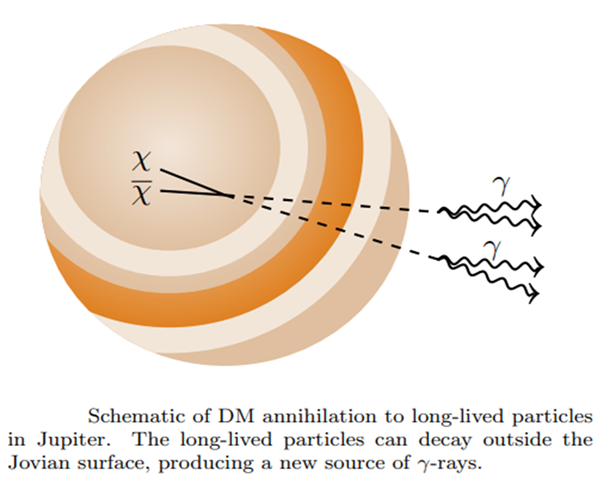 χ
χ̅
γ
γ
Schematic of DM annihilation to long-lived particles
in Jupiter. The long-lived particles can decay outside the
Jovian surface, producing a new source of γ-rays.